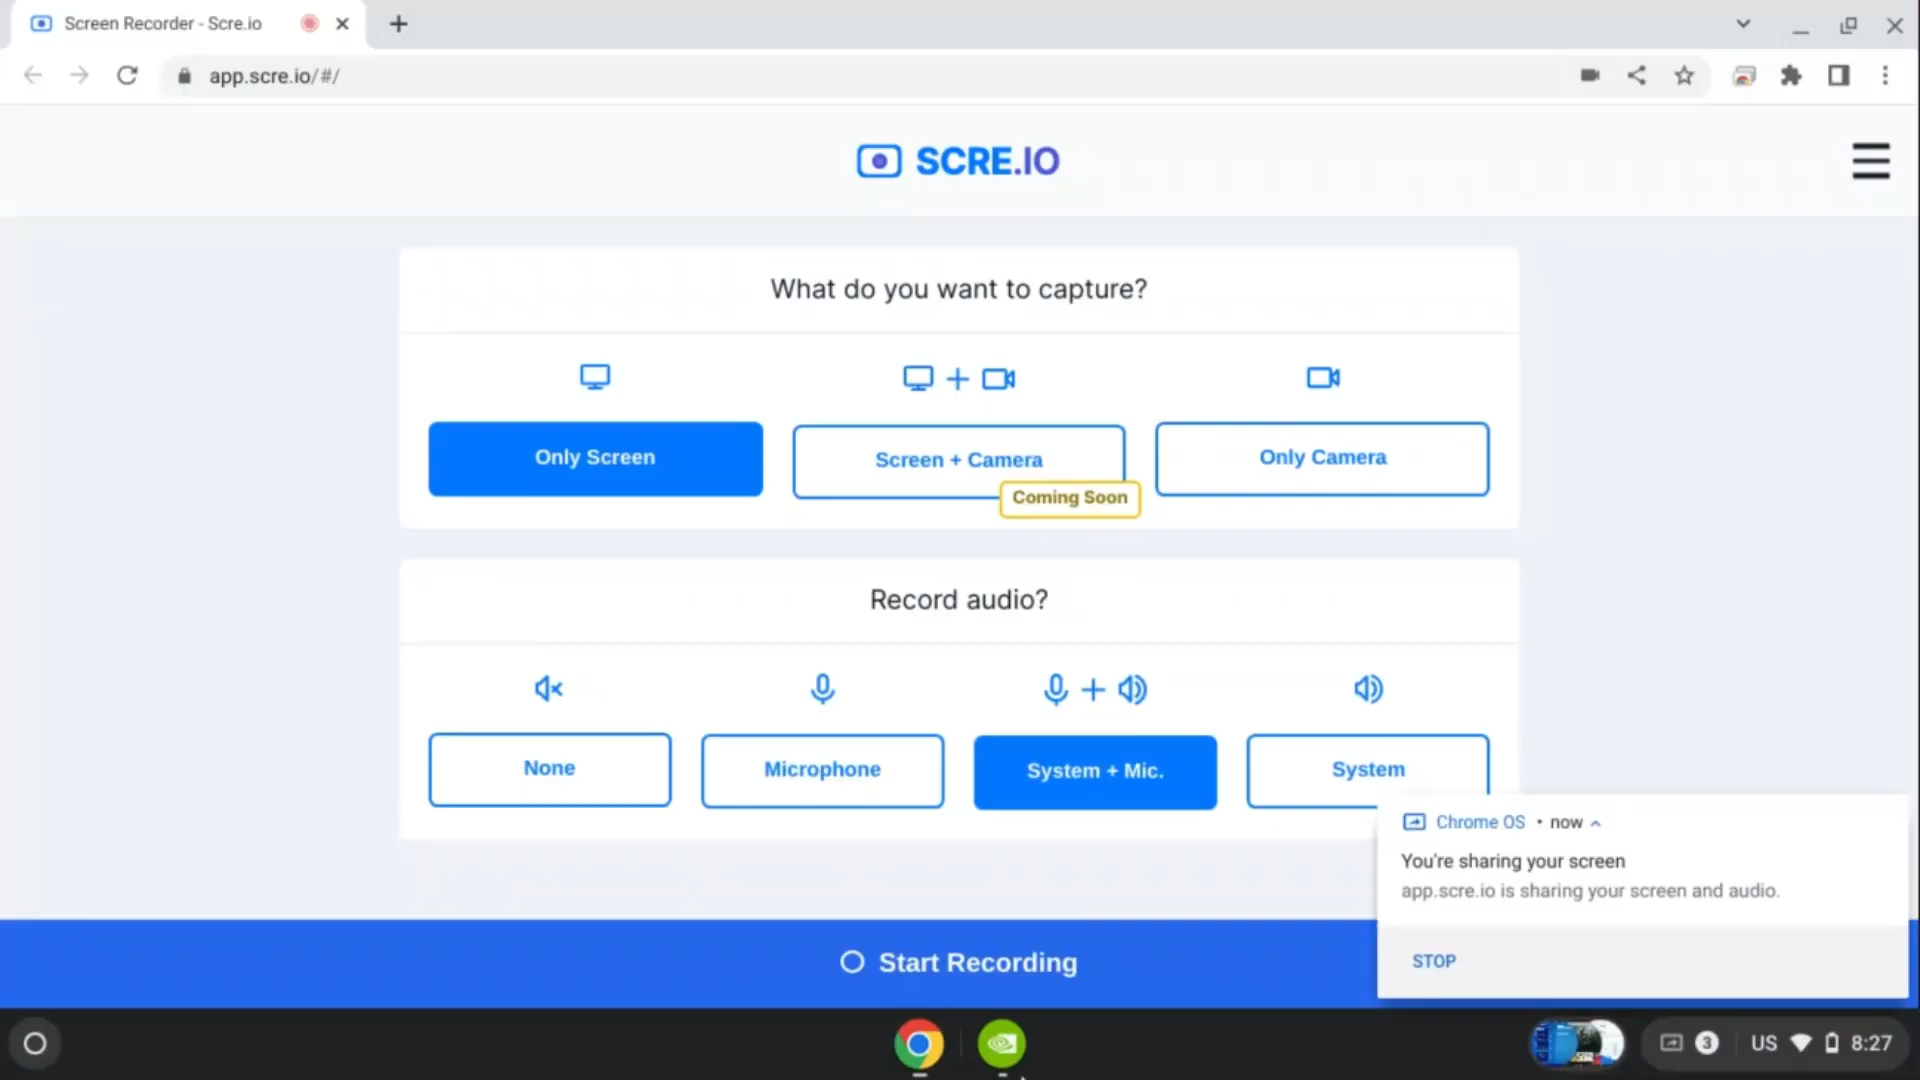 Screen Recorder - Scre.io
app.scre.io/#/
SCRE.IO
What do you want to capture?
Only Screen
Screen + Camera
Only Camera
Coming Soon
Record audio?
None
Microphone
System + Mic.
System
Chrome OS • now
You're sharing your screen
app.scre.io is sharing your screen and audio.
STOP
Start Recording
3 US 8:27